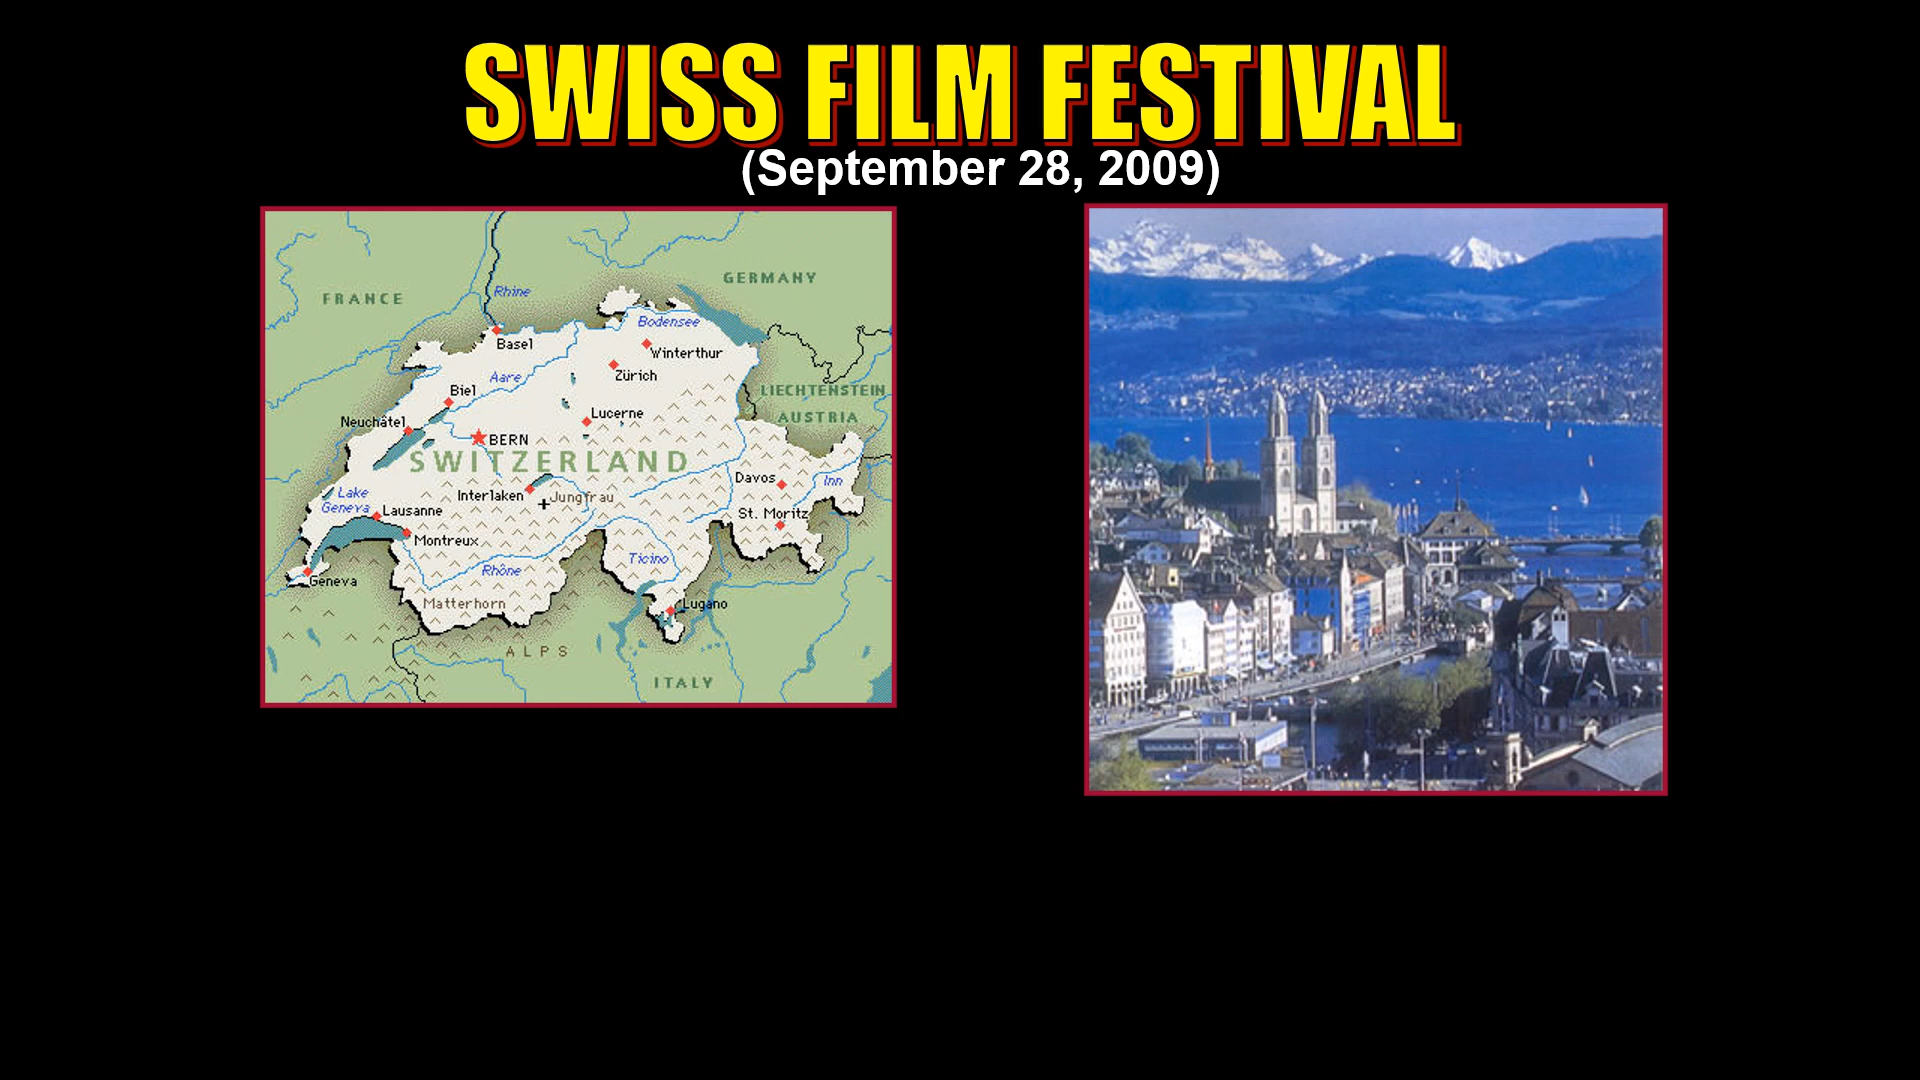 SWISS FILM FESTIVAL
(September 28, 2009)
GERMANY
FRANCE
Rhine
Bodensee
Basel
Winterthur
Zürich
Aare
Biel
LIECHTENSTEIN
Lucerne
AUSTRIA
Neuchâtel
BERN
SWITZERLAND
Davos
Inn
Lake
Geneva
Interlaken
Jungfrau
Lausanne
St. Moritz
Montreux
Ticino
Rhône
Geneva
Matterhorn
Lugano
ALPS
ITALY